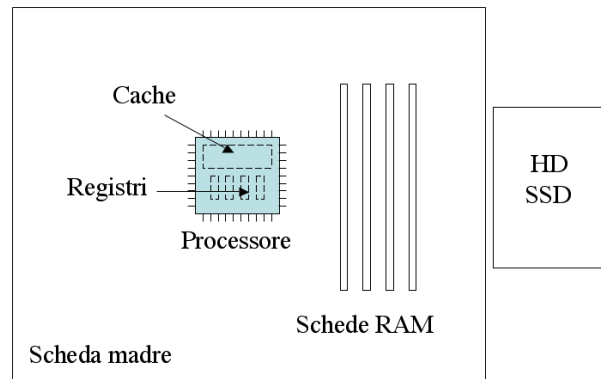 Cache
Registri
Processore
Schede RAM
Scheda madre
HD
SSD